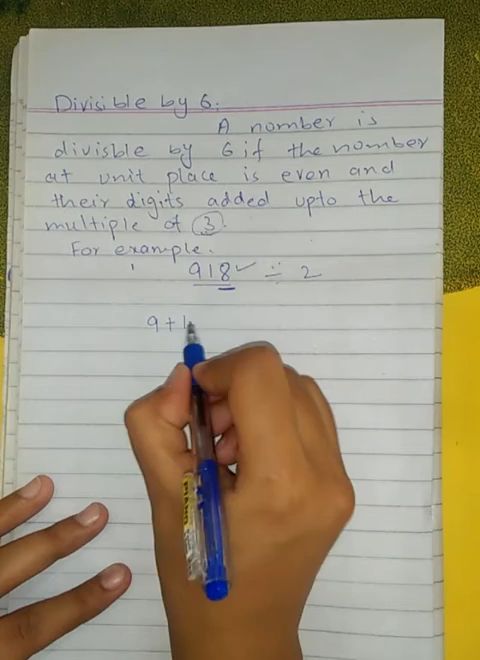 Divisible by 6.
A nomber is
divisble by 6 if the nomber
at unit place is even and
their digits added upto the
multiple of 3.
For example.
918 ✓ ÷ 2
9+1